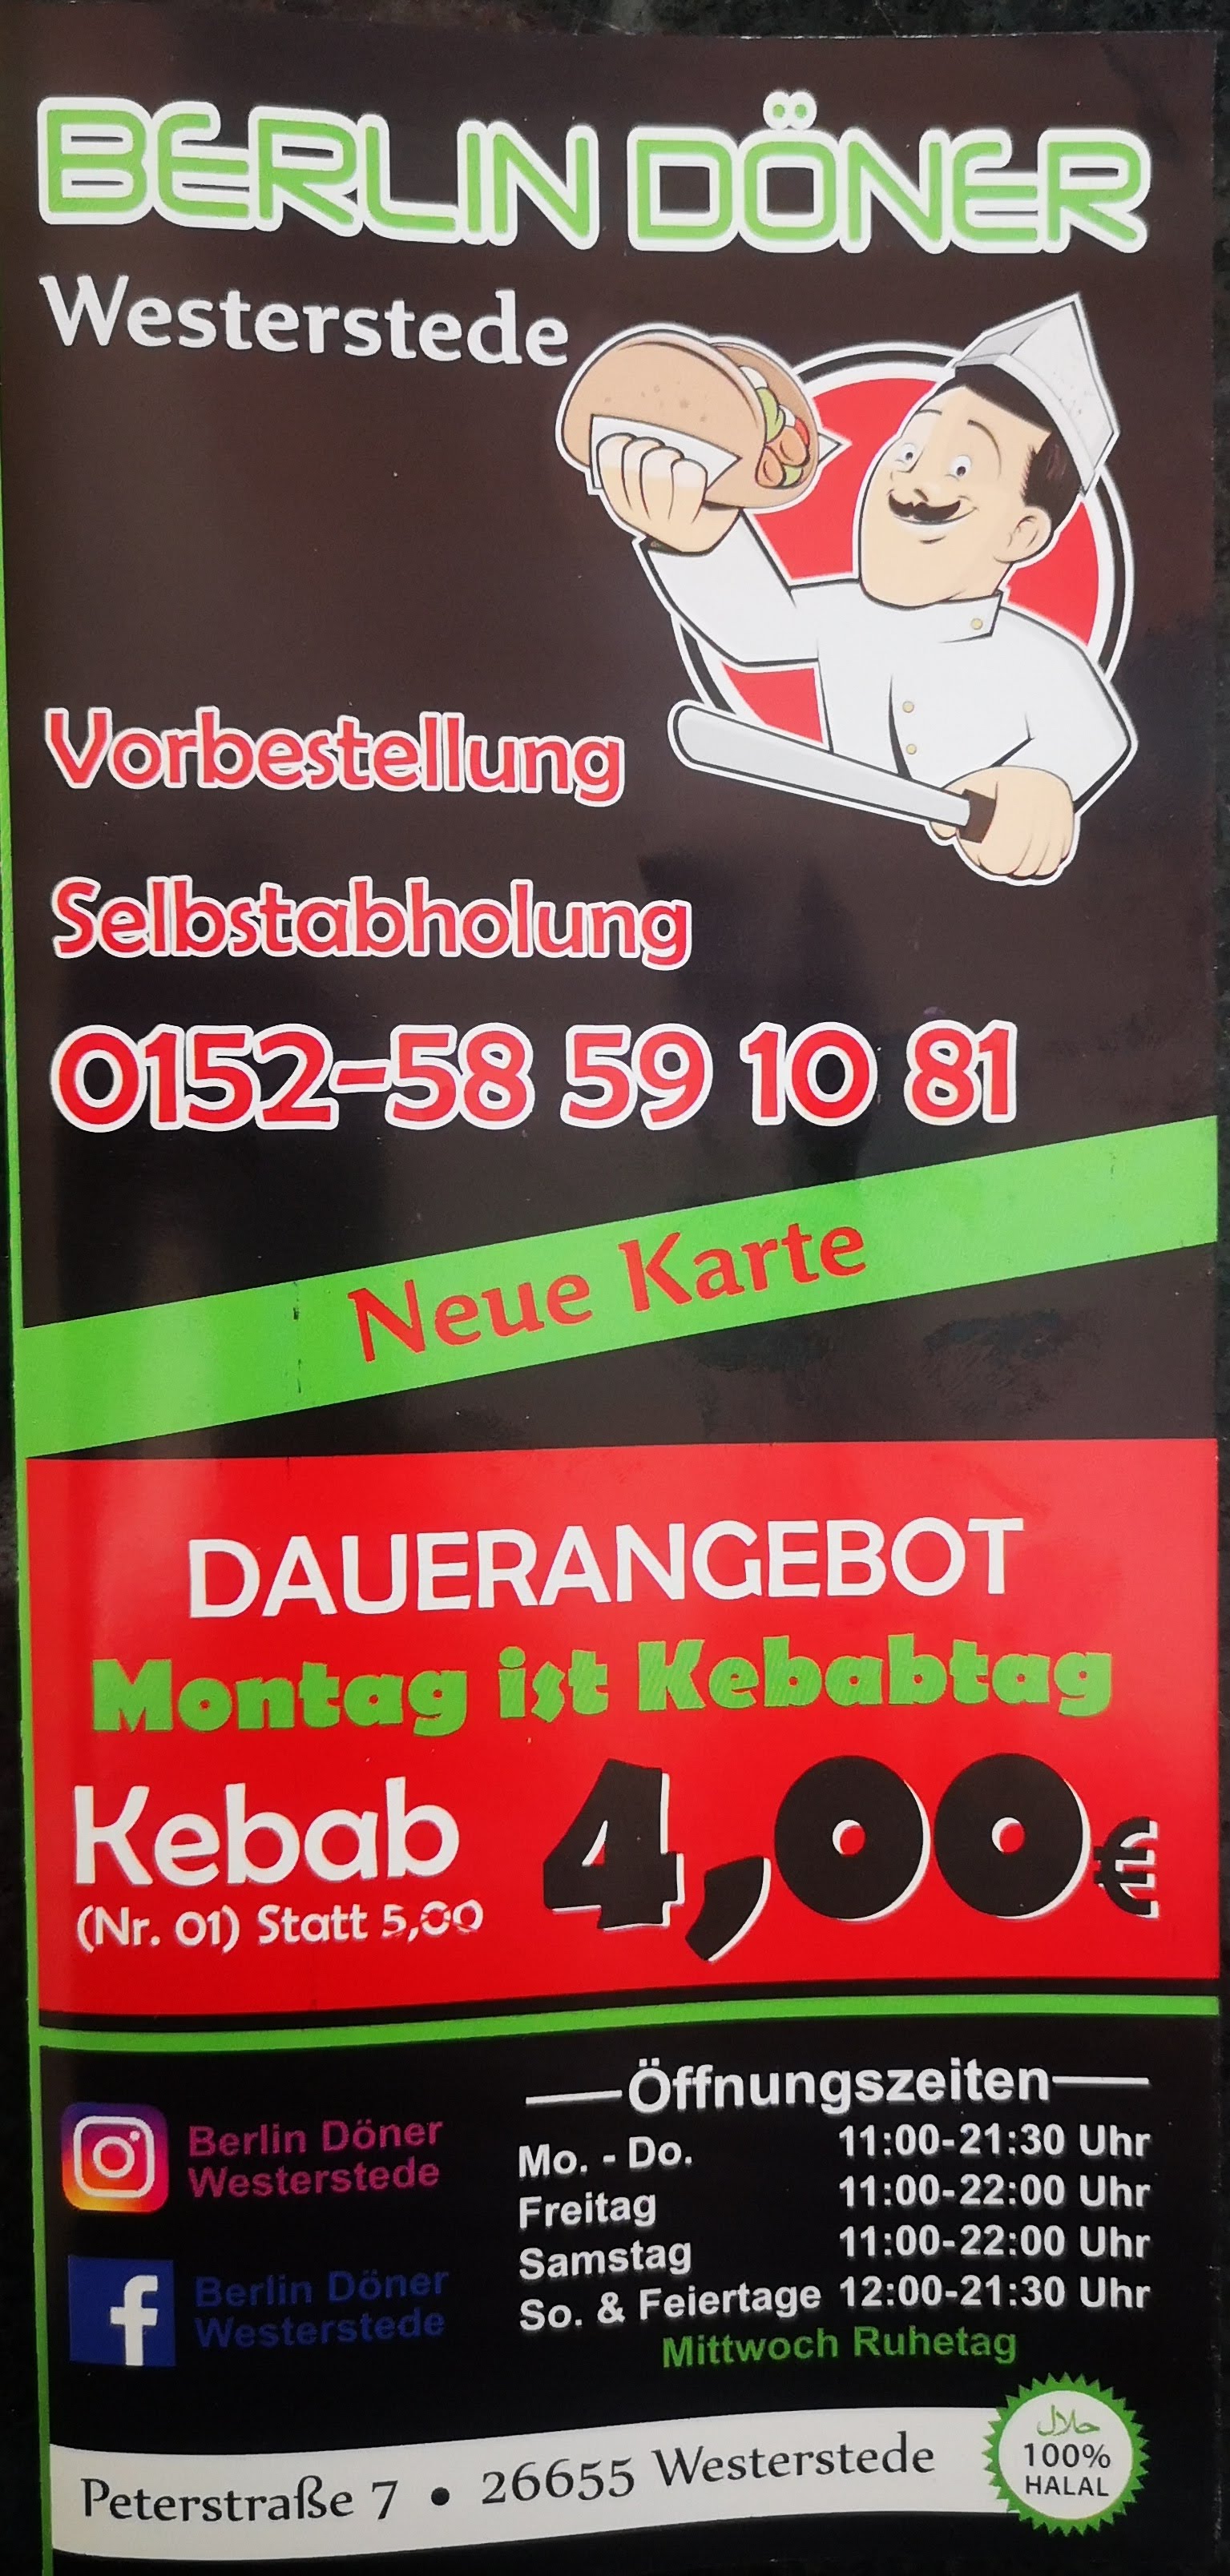 BERLIN DÖNER
Westerstede
Vorbestellung
Selbstabholung
0152-58 59 10 81
Neue Karte
DAUERANGEBOT
Montag ist Kebabtag
Kebab 4,00€
(Nr. 01) Statt 5,00
Berlin Döner
Westerstede
Berlin Döner
Westerstede
Öffnungszeiten
Mo. - Do. 11:00-21:30 Uhr
Freitag 11:00-22:00 Uhr
Samstag 11:00-22:00 Uhr
So. & Feiertage 12:00-21:30 Uhr
Mittwoch Ruhetag
Peterstraße 7 • 26655 Westerstede
حلال
100%
HALAL